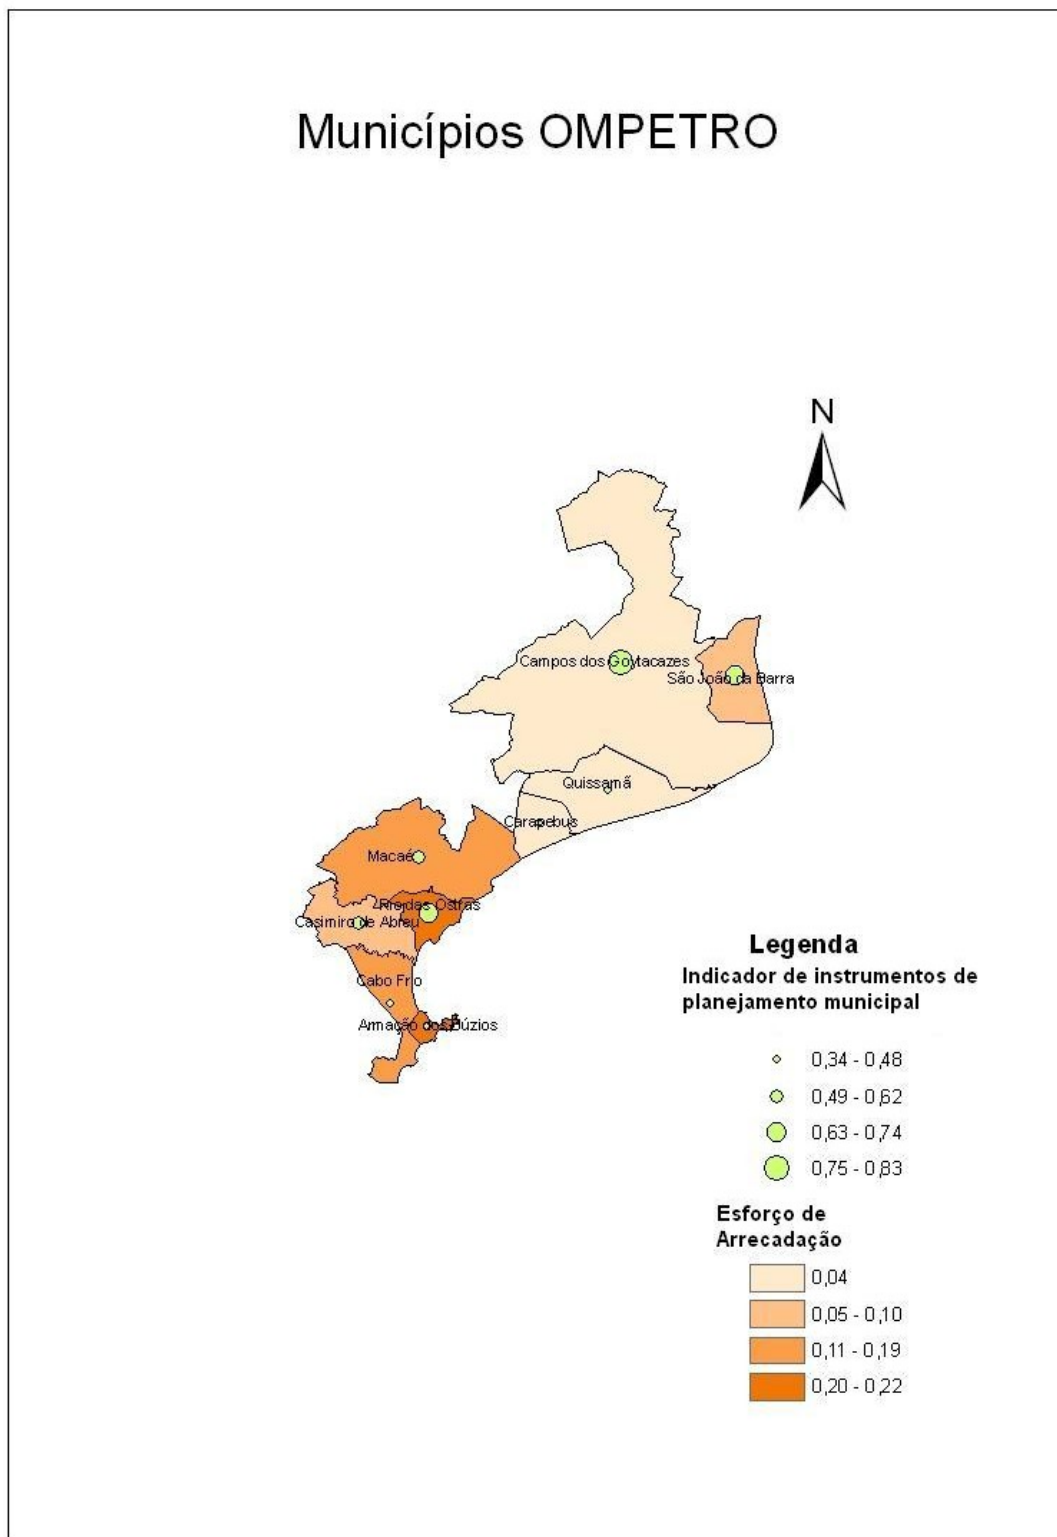 Municípios OMPETRO
N
Campos dos Goytacazes
São João da Barra
Quissamã
Carapebus
Macaé
Rio das Ostras
Casimiro de Abreu
Cabo Frio
Armação dos Búzios
Legenda
Indicador de instrumentos de
planejamento municipal
0,34 - 0,48
0,49 - 0,62
0,63 - 0,74
0,75 - 0,83
Esforço de
Arrecadação
0,04
0,05 - 0,10
0,11 - 0,19
0,20 - 0,22